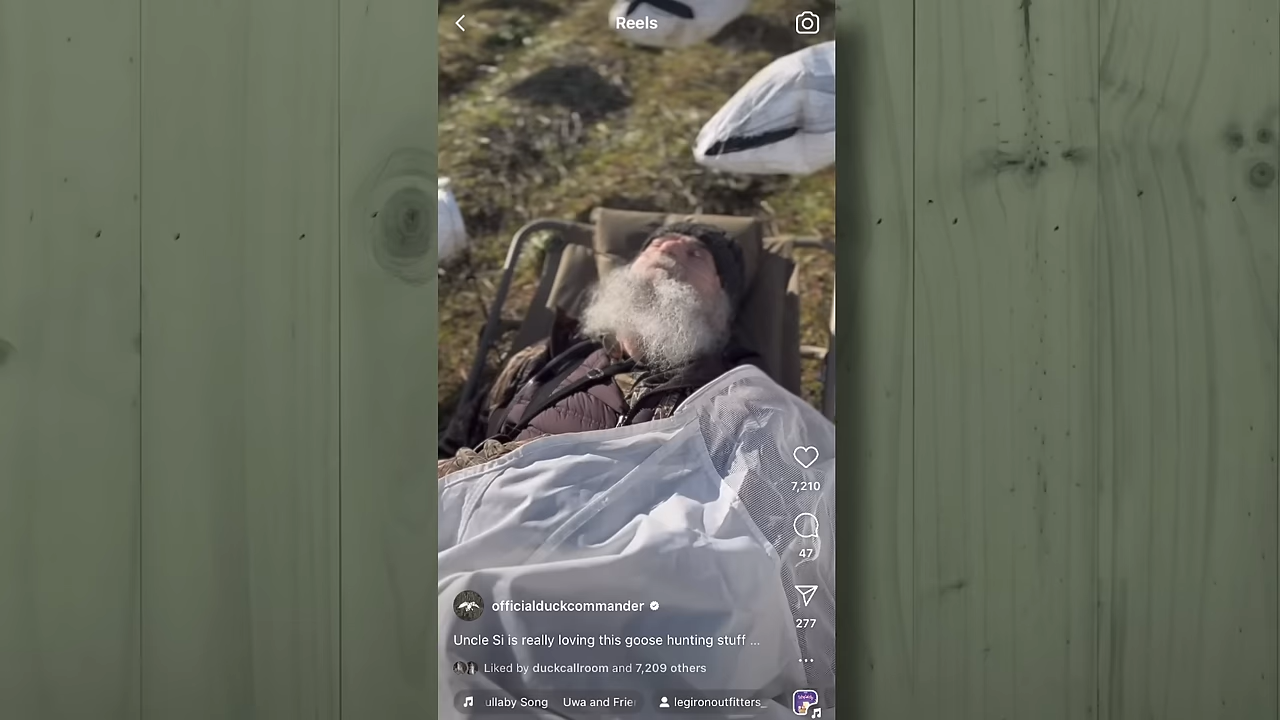 Reels
7,210
47
277
officialduckcommander
Uncle Si is really loving this goose hunting stuff ...
Liked by duckcallroom and 7,209 others
ullaby Song Uwa and Frie legironoutfitters_